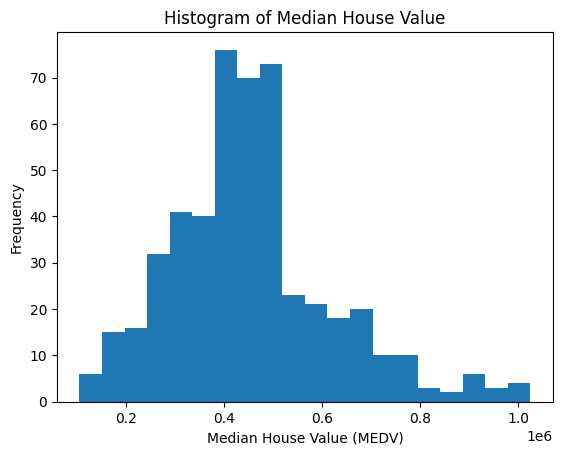 Histogram of Median House Value
Frequency
70
60
50
40
30
20
10
0
0.2 0.4 0.6 0.8 1.0
1e6
Median House Value (MEDV)